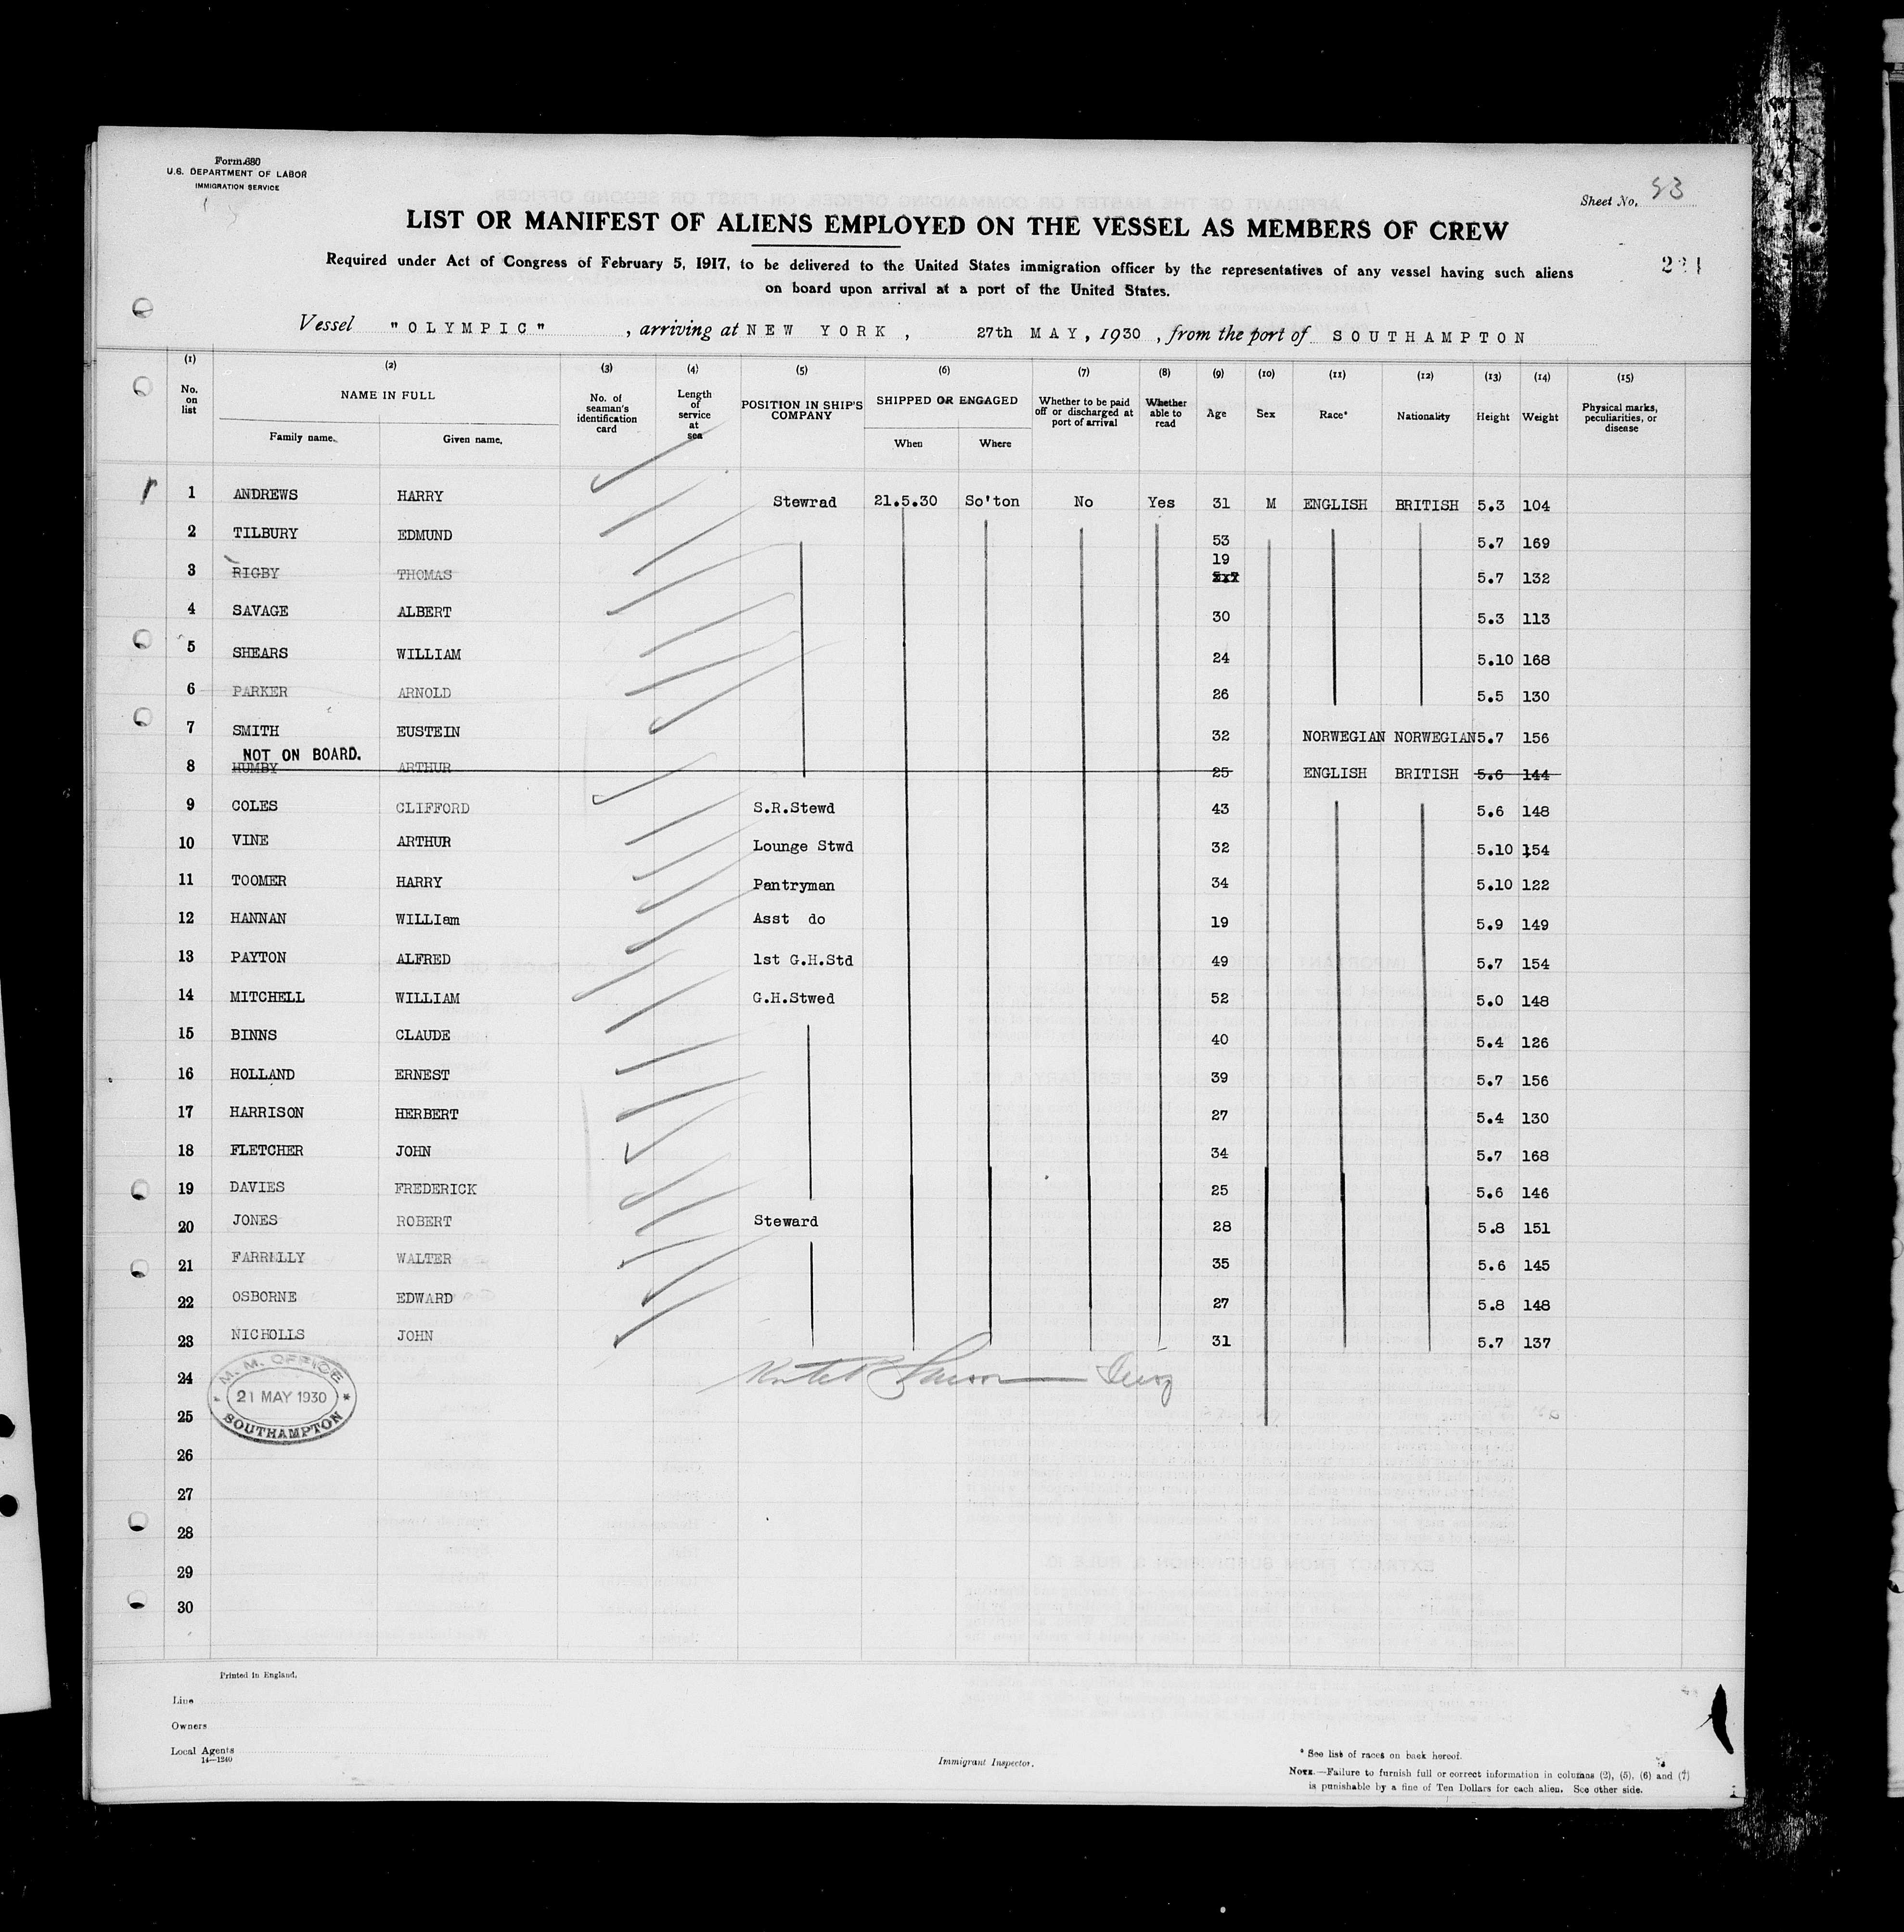 Form 680
U.S. DEPARTMENT OF LABOR
IMMIGRATION SERVICE
Sheet No. 53
LIST OR MANIFEST OF ALIENS EMPLOYED ON THE VESSEL AS MEMBERS OF CREW
Required under Act of Congress of February 5, 1917, to be delivered to the United States immigration officer by the representatives of any vessel having such aliens
on board upon arrival at a port of the United States.
Vessel "OLYMPIC", arriving at NEW YORK, 27th MAY, 1930, from the port of SOUTHAMPTON
(1) (2) (3) (4) (5) (6) (7) (8) (9) (10) (11) (12) (13) (14) (15)
No. on list
NAME IN FULL
Family name. Given name.
No. of seaman's identification card
Length of service at sea
POSITION IN SHIP'S COMPANY
SHIPPED OR ENGAGED
When Where
Whether to be paid off or discharged at port of arrival
Whether able to read
Age Sex Race* Nationality Height Weight
Physical marks, peculiarities, or disease
1 ANDREWS HARRY Stewrad 21.5.30 So'ton No Yes 31 M ENGLISH BRITISH 5.3 104
2 TILBURY EDMUND 53 5.7 169
3 RIGBY THOMAS 19 5.7 132
4 SAVAGE ALBERT 30 5.3 113
5 SHEARS WILLIAM 24 5.10 168
6 PARKER ARNOLD 26 5.5 130
7 SMITH EUSTEIN 32 NORWEGIAN NORWEGIAN 5.7 156
NOT ON BOARD.
8 HUMBY ARTHUR 25 ENGLISH BRITISH 5.6 144
9 COLES CLIFFORD S.R.Stewd 43 5.6 148
10 VINE ARTHUR Lounge Stwd 32 5.10 154
11 TOOMER HARRY Pantryman 34 5.10 122
12 HANNAN WILLIam Asst do 19 5.9 149
13 PAYTON ALFRED 1st G.H.Std 49 5.7 154
14 MITCHELL WILLIAM G.H.Stwed 52 5.0 148
15 BINNS CLAUDE 40 5.4 126
16 HOLLAND ERNEST 39 5.7 156
17 HARRISON HERBERT 27 5.4 130
18 FLETCHER JOHN 34 5.7 168
19 DAVIES FREDERICK 25 5.6 146
20 JONES ROBERT Steward 28 5.8 151
21 FARRELLY WALTER 35 5.6 145
22 OSBORNE EDWARD 27 5.8 148
23 NICHOLLS JOHN 31 5.7 137
24
25
26
27
28
29
30
M. M. OFFICE
21 MAY 1930
SOUTHAMPTON
Printed in England.
Line
Owners
Local Agents
14—1240
Immigrant Inspector.
* See list of races on back hereof.
NOTE.—Failure to furnish full or correct information in columns (2), (5), (6) and (7)
is punishable by a fine of Ten Dollars for each alien. See other side.